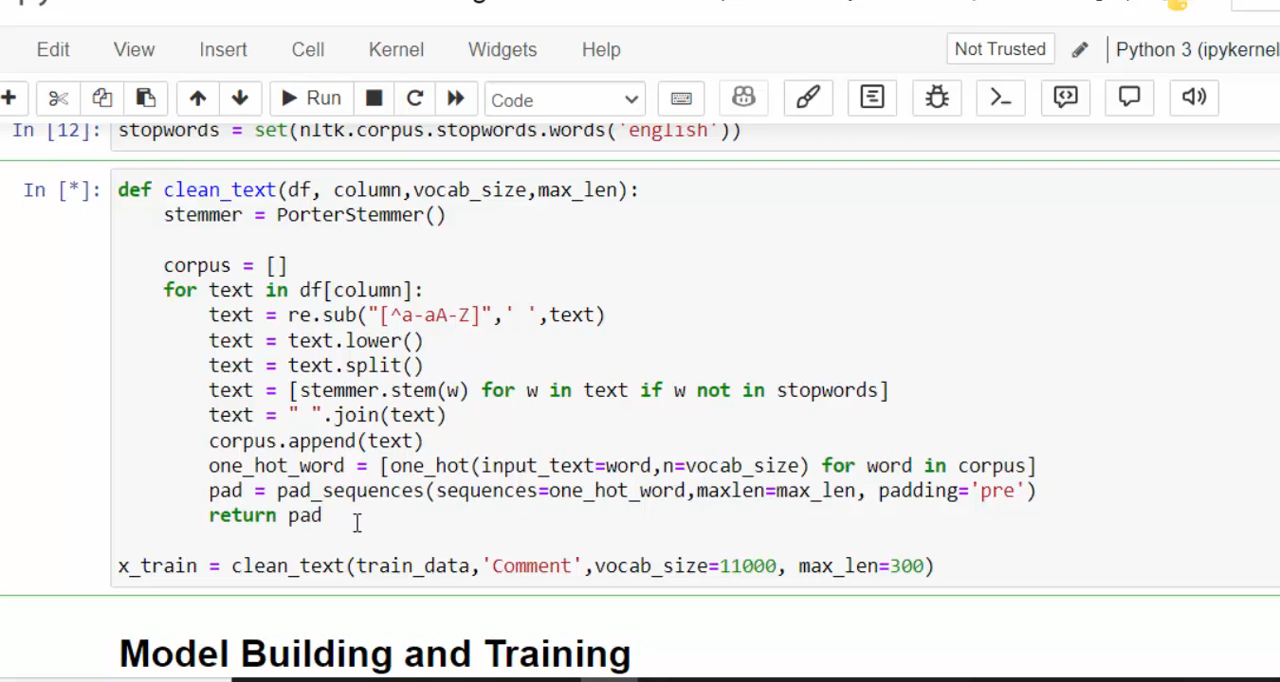 Edit View Insert Cell Kernel Widgets Help Not Trusted Python 3 (ipykernel
Run Code
In [12]: stopwords = set(nltk.corpus.stopwords.words('english'))
In [*]: def clean_text(df, column,vocab_size,max_len):
stemmer = PorterStemmer()
corpus = []
for text in df[column]:
text = re.sub("[^a-aA-Z]",' ',text)
text = text.lower()
text = text.split()
text = [stemmer.stem(w) for w in text if w not in stopwords]
text = " ".join(text)
corpus.append(text)
one_hot_word = [one_hot(input_text=word,n=vocab_size) for word in corpus]
pad = pad_sequences(sequences=one_hot_word,maxlen=max_len, padding='pre')
return pad
x_train = clean_text(train_data,'Comment',vocab_size=11000, max_len=300)
Model Building and Training